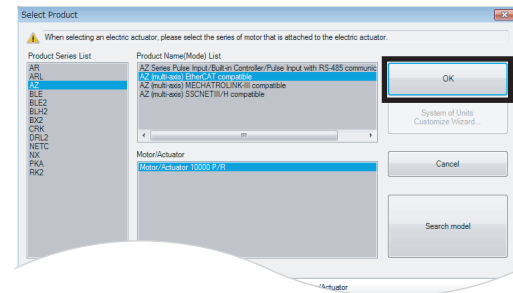 Select Product
When selecting an electric actuator, please select the series of motor that is attached to the electric actuator.
Product Series List
AR
ARL
AZ
BLE
BLE2
BLH2
BX2
CRK
DRL2
NETC
NX
PKA
RK2
Product Name(Mode) List
AZ Series Pulse Input/Built-in Controller/Pulse Input with RS-485 communic
AZ (multi-axis) EtherCAT compatible
AZ (multi-axis) MECHATROLINK-III compatible
AZ (multi-axis) SSCNETIII/H compatible
Motor/Actuator
Motor/Actuator 10000 P/R
OK
System of Units
Customize Wizard...
Cancel
Search model
/Actuator